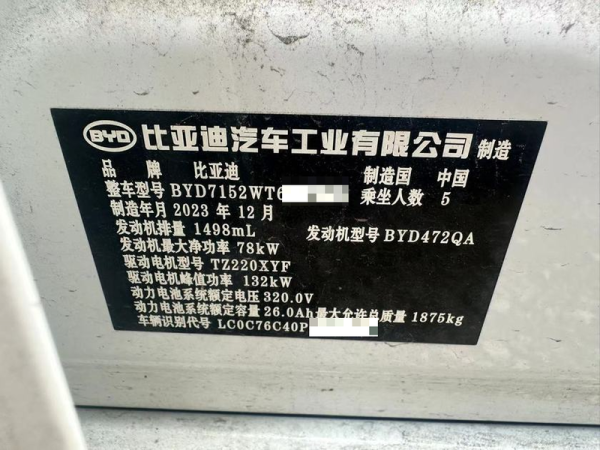 BYD 比亚迪汽车工业有限公司 制造
品 牌 比亚迪 制造国 中国
整车型号 BYD7152WT6 乘坐人数 5
制造年月 2023 年 12 月
发动机排量 1498mL 发动机型号 BYD472QA
发动机最大净功率 78kW
驱动电机型号 TZ220XYF
驱动电机峰值功率 132kW
动力电池系统额定电压 320.0V
动力电池系统额定容量 26.0Ah 最大允许总质量 1875kg
车辆识别代号 LC0C76C40P